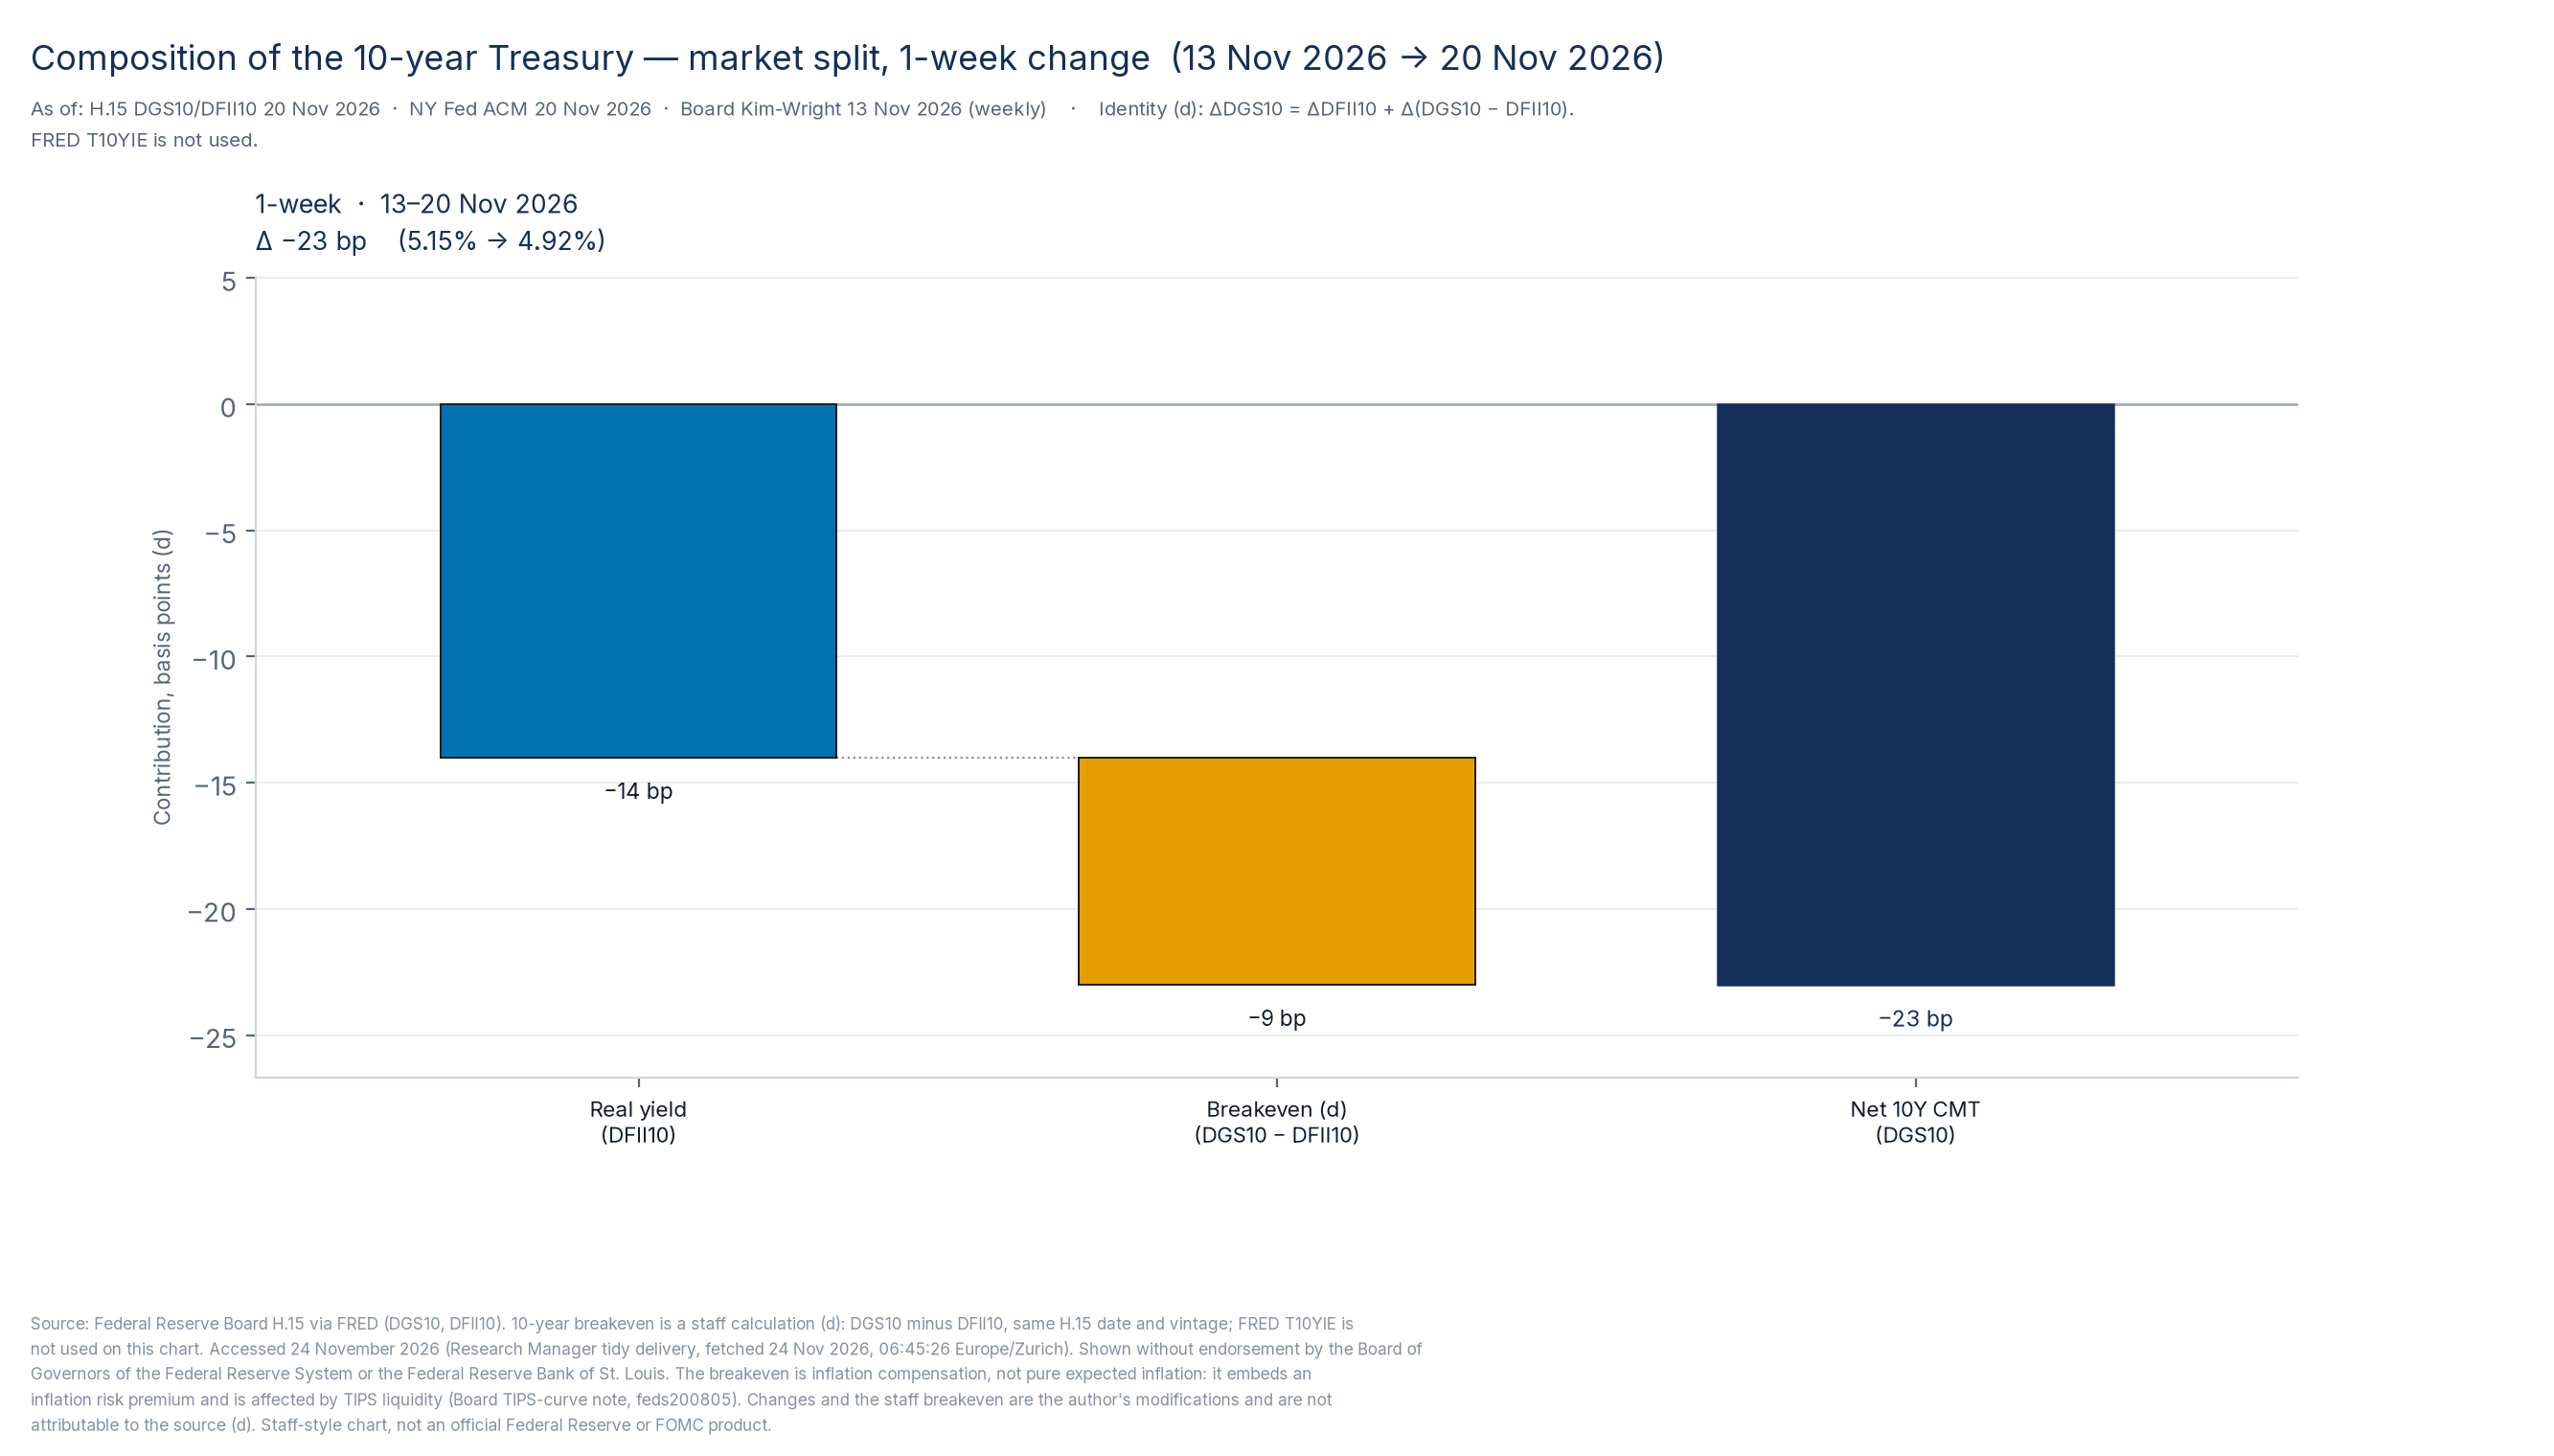 Composition of the 10-year Treasury — market split, 1-week change (13 Nov 2026 → 20 Nov 2026)
As of: H.15 DGS10/DFII10 20 Nov 2026 · NY Fed ACM 20 Nov 2026 · Board Kim-Wright 13 Nov 2026 (weekly) · Identity (d): ΔDGS10 = ΔDFII10 + Δ(DGS10 − DFII10).
FRED T10YIE is not used.
1-week · 13–20 Nov 2026
Δ −23 bp (5.15% → 4.92%)
5
0
−5
−10
−15
−20
−25
Contribution, basis points (d)
−14 bp
−9 bp
−23 bp
Real yield
(DFII10)
Breakeven (d)
(DGS10 − DFII10)
Net 10Y CMT
(DGS10)
Source: Federal Reserve Board H.15 via FRED (DGS10, DFII10). 10-year breakeven is a staff calculation (d): DGS10 minus DFII10, same H.15 date and vintage; FRED T10YIE is
not used on this chart. Accessed 24 November 2026 (Research Manager tidy delivery, fetched 24 Nov 2026, 06:45:26 Europe/Zurich). Shown without endorsement by the Board of
Governors of the Federal Reserve System or the Federal Reserve Bank of St. Louis. The breakeven is inflation compensation, not pure expected inflation: it embeds an
inflation risk premium and is affected by TIPS liquidity (Board TIPS-curve note, feds200805). Changes and the staff breakeven are the author's modifications and are not
attributable to the source (d). Staff-style chart, not an official Federal Reserve or FOMC product.